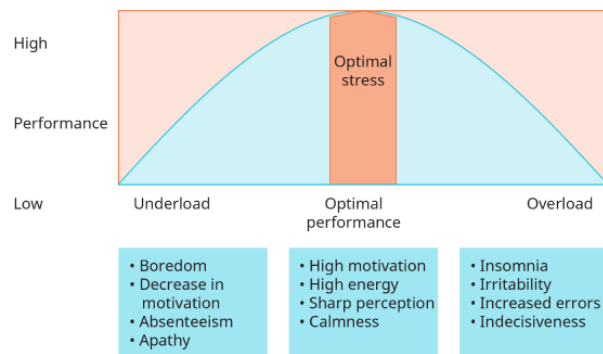 High
Optimal
stress
Performance
Low
Underload
Optimal
performance
Overload
• Boredom
• Decrease in
motivation
• Absenteeism
• Apathy
• High motivation
• High energy
• Sharp perception
• Calmness
• Insomnia
• Irritability
• Increased errors
• Indecisiveness